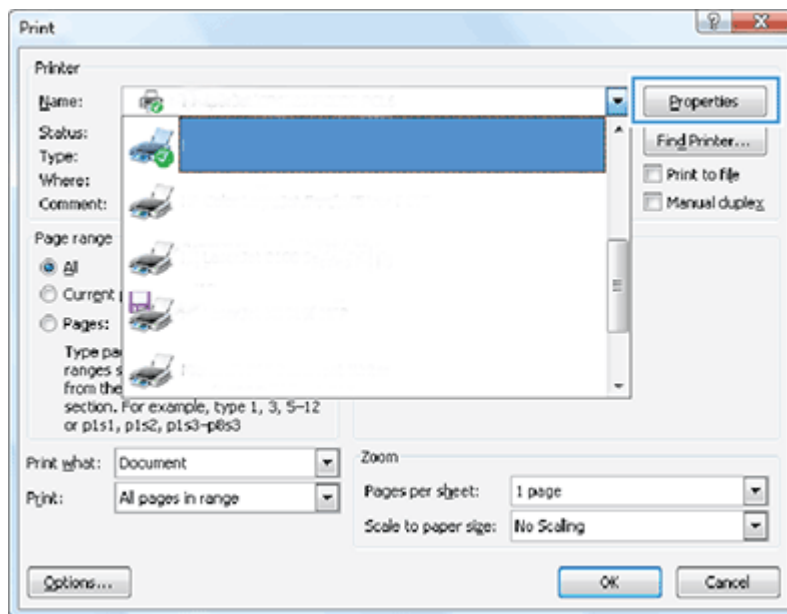 Print
Printer
Name:
Properties
Status:
Find Printer...
Type:
Where:
Print to file
Comment:
Manual duplex
Page range
All
Current
Pages:
Type
ranges
from the
section. For example, type 1, 3, 5–12
or p1s1, p1s2, p1s3–p8s3
Print what: Document
Print: All pages in range
Zoom
Pages per sheet: 1 page
Scale to paper size: No Scaling
Options...
OK
Cancel